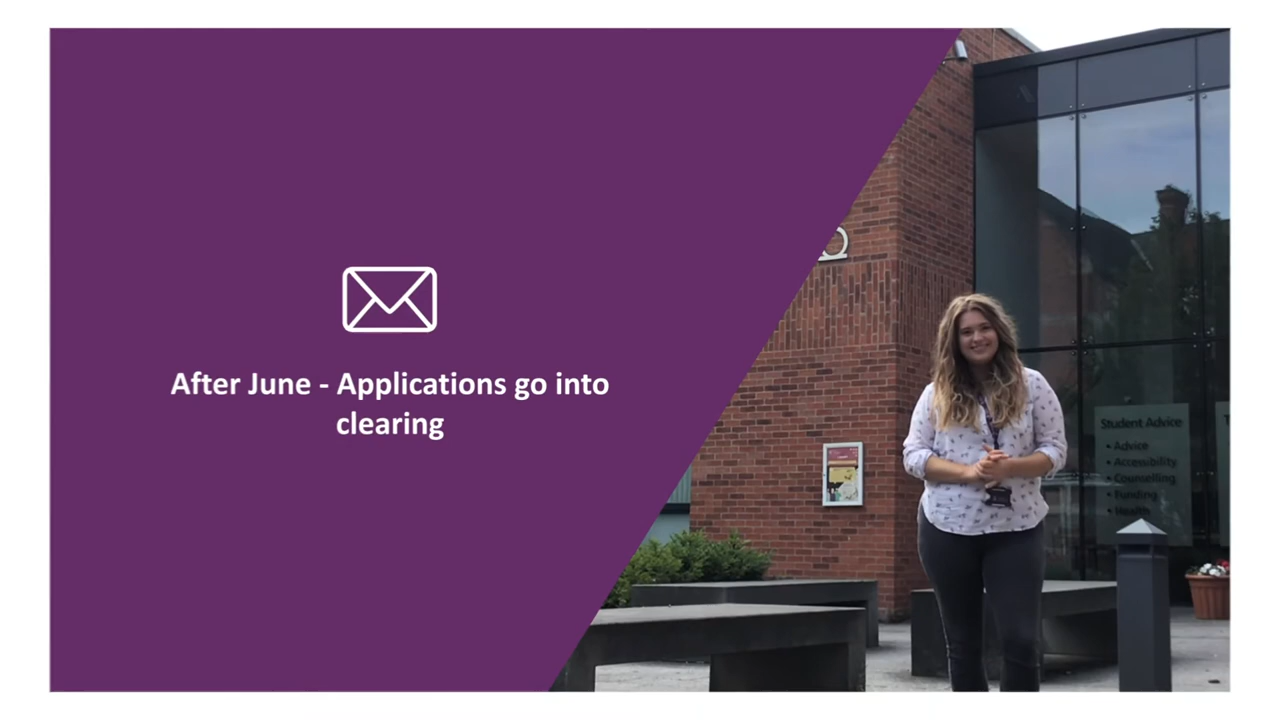 After June - Applications go into
clearing
Student Advice
• Advice
• Accessibility
• Counselling
• Funding
• Health